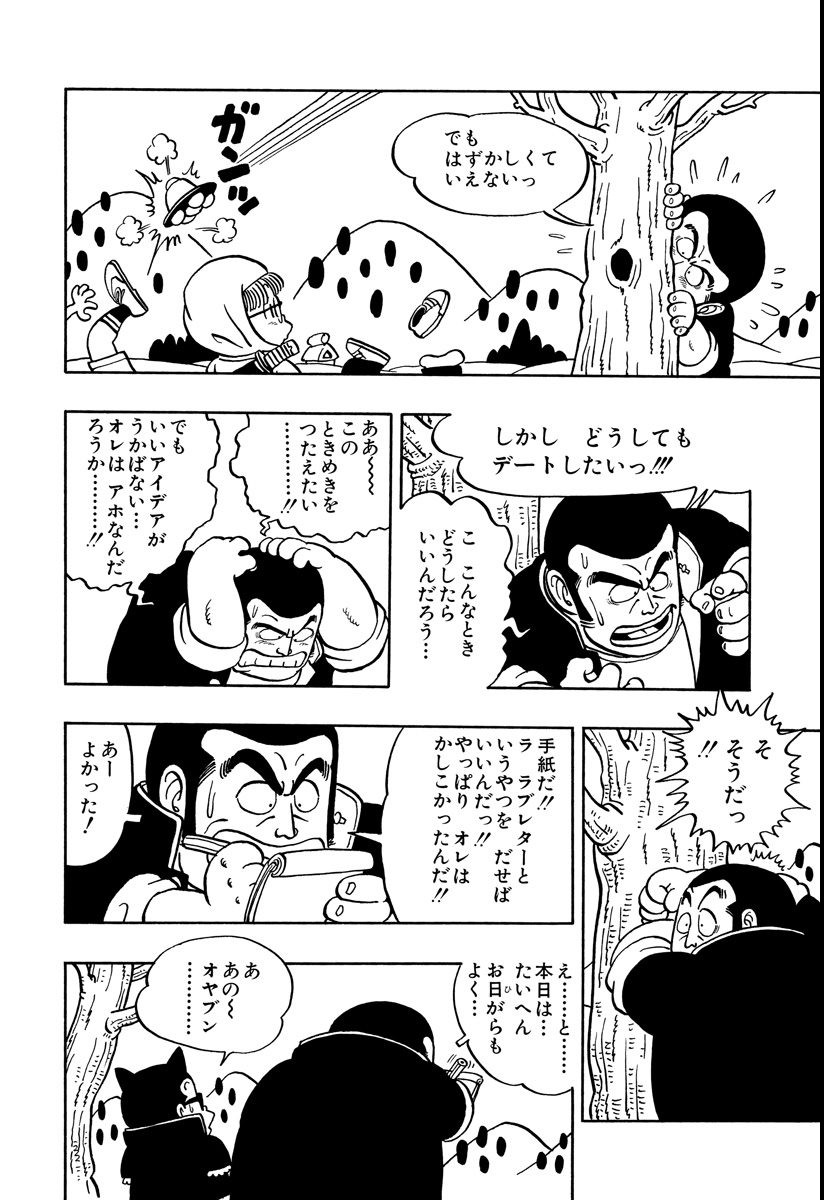 でも
はずかしくて
いえないっ
ガンッ
しかし　どうしても
デートしたいっ!!!
こ　こんなとき
どうしたら
いいんだろう…
ああ〜〜
この
ときめきを
つたえたい
………!!
でも
いいアイデアが
うかばない…
オレは アホなんだ
ろうか………!!
そ
そうだっ
!!
手紙だ!!
ラ ラブレターと
いうやつを だせば
いいんだっ!!
やっぱり オレは
かしこかったんだ!!
あー
よかった!
え……と……
本日は…
たいへん
お日がらも
ひ
よく…
あ
あの〜
オヤブン
………